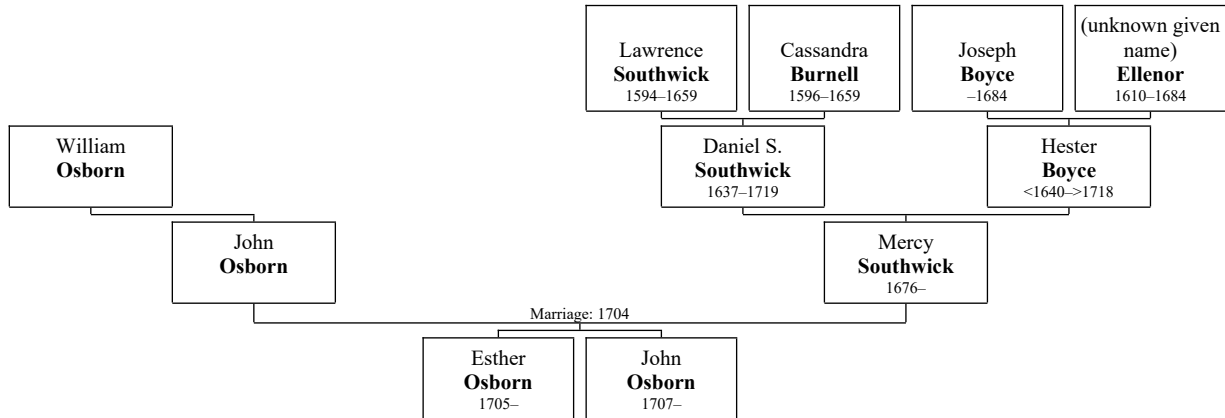 Lawrence
Southwick
1594–1659
Cassandra
Burnell
1596–1659
Joseph
Boyce
–1684
(unknown given
name)
Ellenor
1610–1684
William
Osborn
Daniel S.
Southwick
1637–1719
Hester
Boyce
<1640–>1718
John
Osborn
Mercy
Southwick
1676–
Marriage: 1704
Esther
Osborn
1705–
John
Osborn
1707–